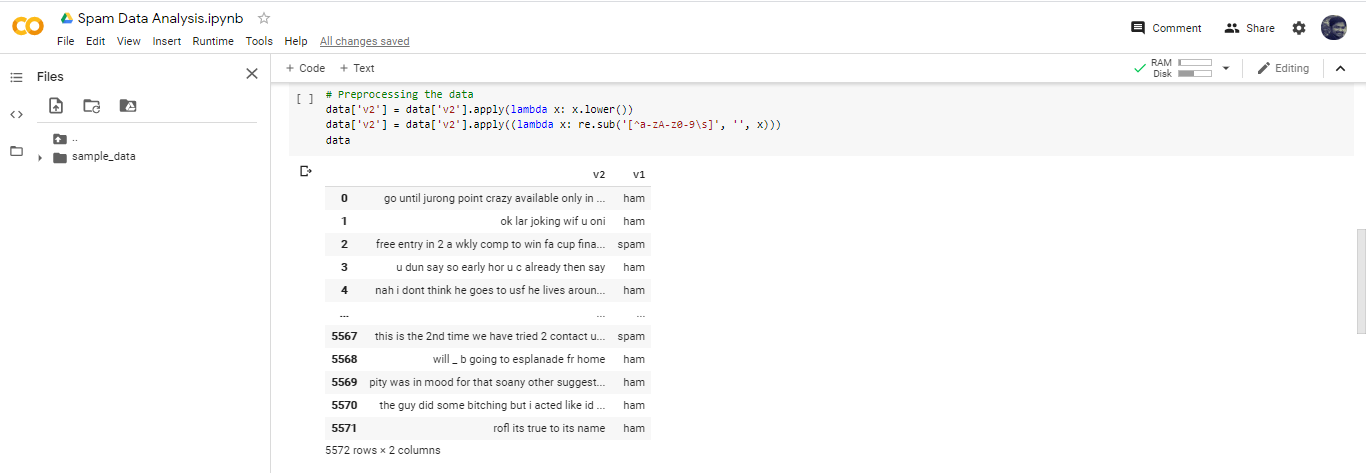 Spam Data Analysis.ipynb
File Edit View Insert Runtime Tools Help All changes saved
Comment Share
Files
+ Code + Text
RAM
Disk
Editing
..
sample_data
[ ]
# Preprocessing the data
data['v2'] = data['v2'].apply(lambda x: x.lower())
data['v2'] = data['v2'].apply((lambda x: re.sub('[^a-zA-z0-9\s]', '', x)))
data
v2 v1
0 go until jurong point crazy available only in ... ham
1 ok lar joking wif u oni ham
2 free entry in 2 a wkly comp to win fa cup fina... spam
3 u dun say so early hor u c already then say ham
4 nah i dont think he goes to usf he lives aroun... ham
... ... ...
5567 this is the 2nd time we have tried 2 contact u... spam
5568 will _ b going to esplanade fr home ham
5569 pity was in mood for that soany other suggest... ham
5570 the guy did some bitching but i acted like id ... ham
5571 rofl its true to its name ham
5572 rows × 2 columns